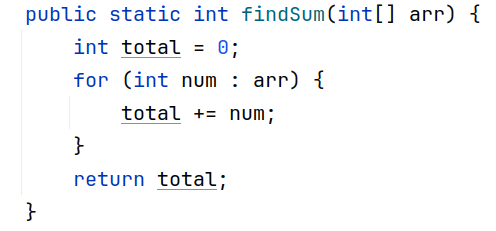 public static int findSum(int[] arr) {
    int total = 0;
    for (int num : arr) {
        total += num;
    }
    return total;
}